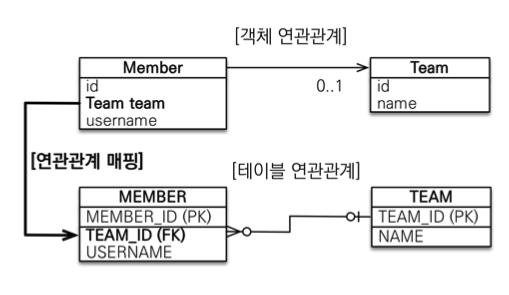 [객체 연관관계]
Member
id
Team team
username
0..1
Team
id
name
[연관관계 매핑]
[테이블 연관관계]
MEMBER
MEMBER_ID (PK)
TEAM_ID (FK)
USERNAME
TEAM
TEAM_ID (PK)
NAME